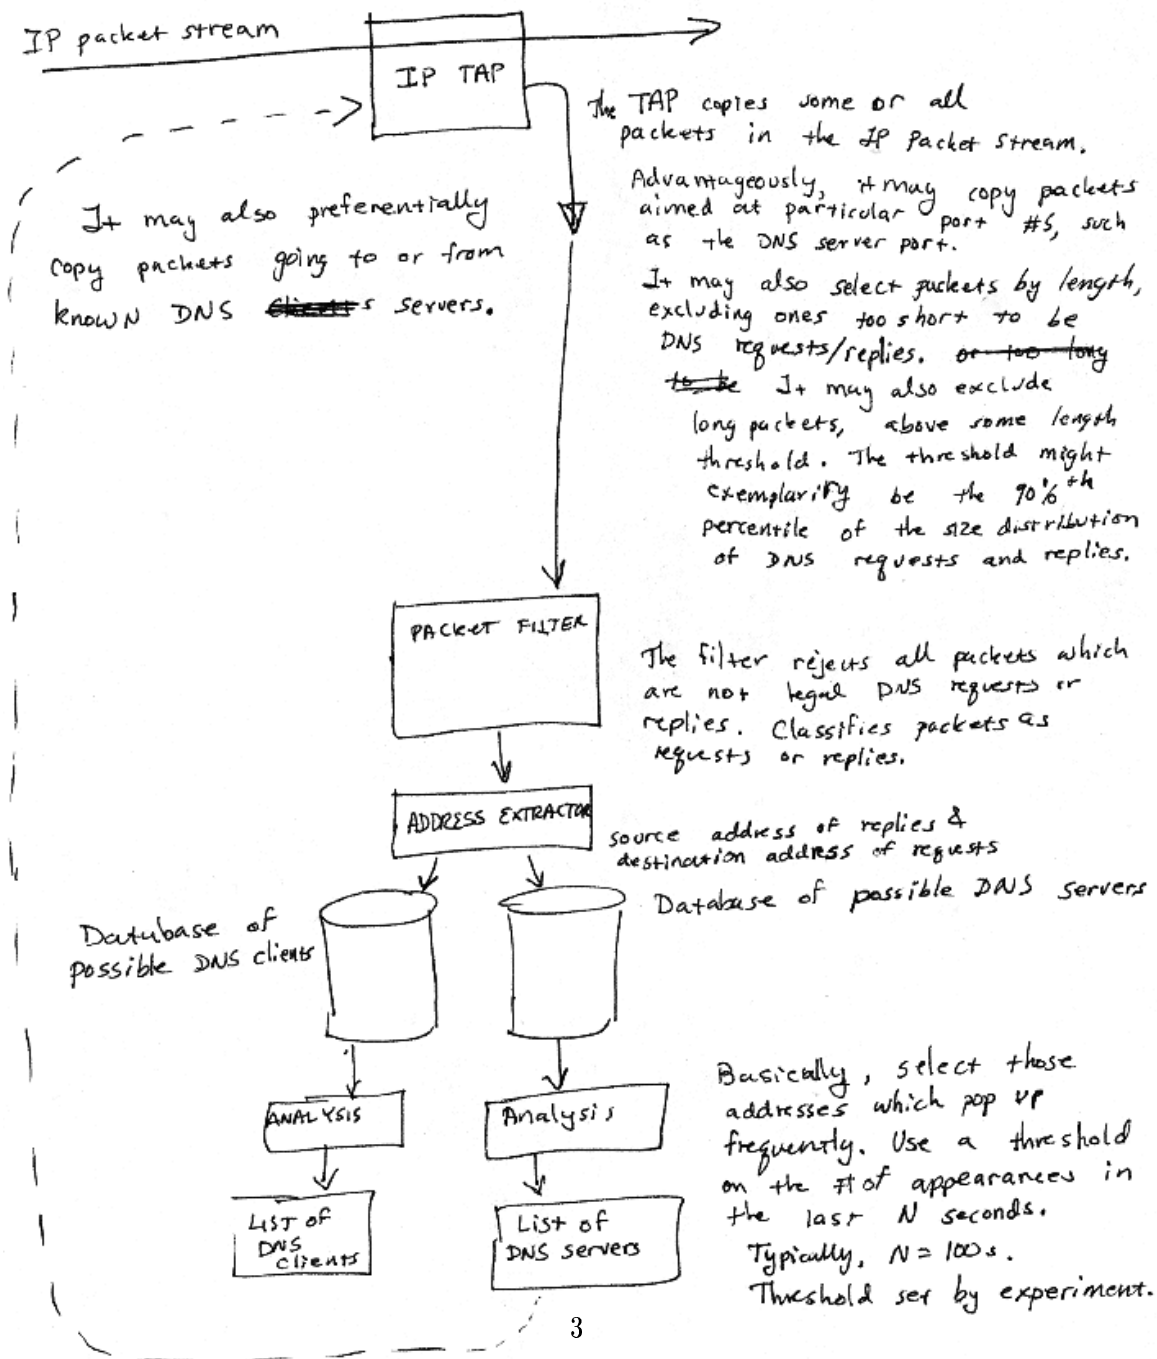 IP packet stream
IP TAP
The TAP copies some or all
packets in the IP Packet Stream.
Advantageously, it may copy packets
aimed at particular port #s, such
as the DNS server port.
It may also select packets by length,
excluding ones too short to be
DNS requests/replies. or too long
to be It may also exclude
long packets, above some length
threshold. The threshold might
exemplarity be the 90%th
percentile of the size distribution
of DNS requests and replies.
It may also preferentially
copy packets going to or from
known DNS s servers.
PACKET FILTER
The filter rejects all packets which
are not legal DNS requests or
replies. Classifies packets as
requests or replies.
ADDRESS EXTRACTOR
source address of replies &
destination address of requests
Database of possible DNS servers
Database of
possible DNS clients
ANALYSIS
Analysis
Basically, select those
addresses which pop up
frequently. Use a threshold
on the # of appearances in
the last N seconds.
Typically, N = 100s.
Threshold set by experiment.
LIST OF
DNS
clients
List of
DNS servers
3